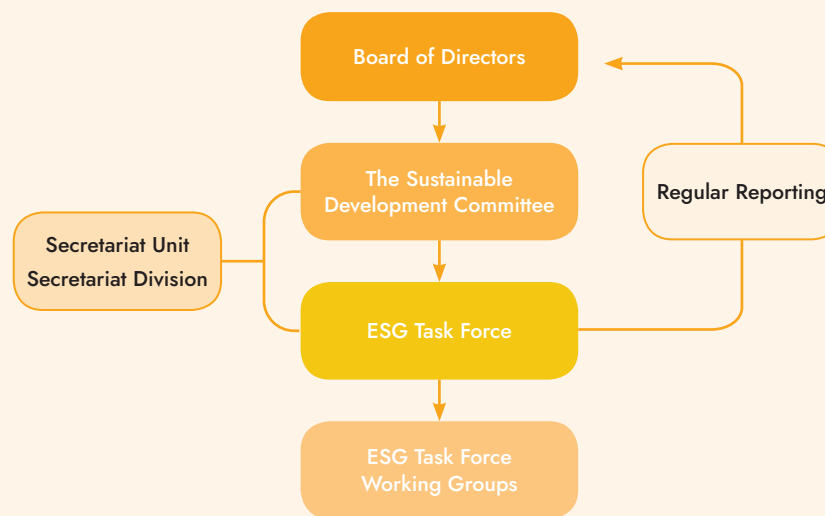 Board of Directors
The Sustainable
Development Committee
Regular Reporting
Secretariat Unit
Secretariat Division
ESG Task Force
ESG Task Force
Working Groups